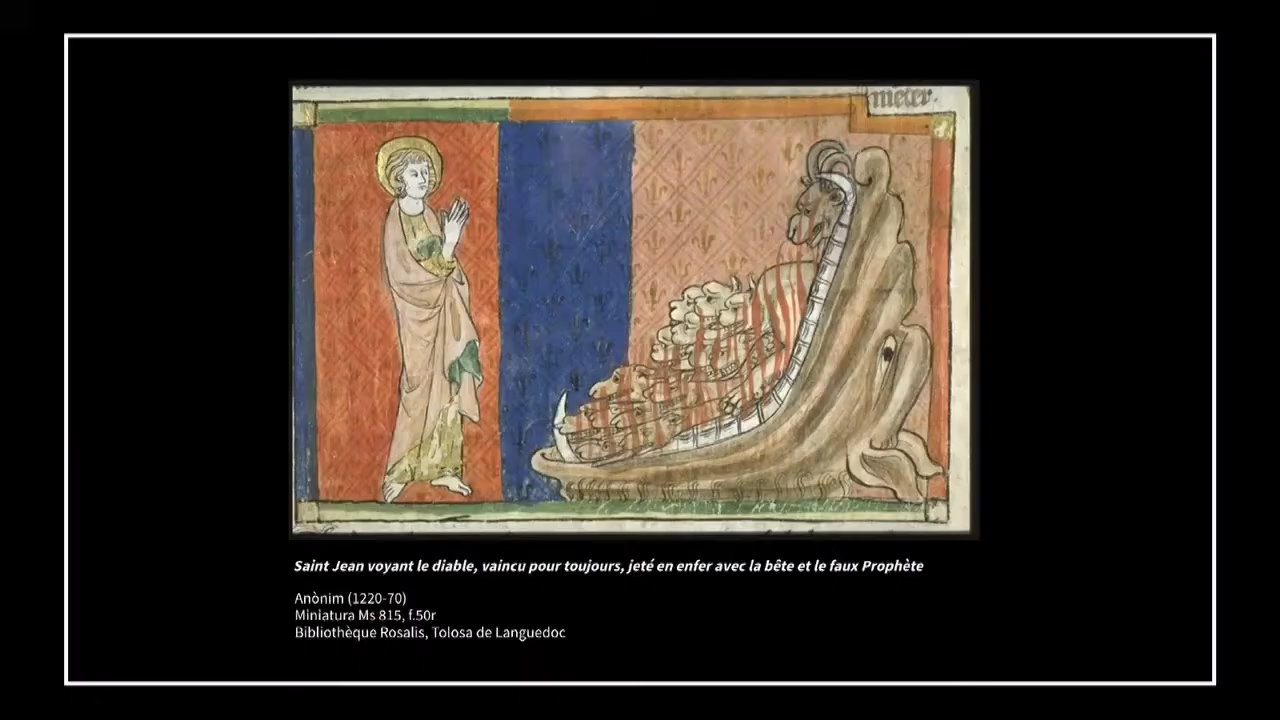 meter.
Saint Jean voyant le diable, vaincu pour toujours, jeté en enfer avec la bête et le faux Prophète
Anònim (1220-70)
Miniatura Ms 815, f.50r
Bibliothèque Rosalis, Tolosa de Languedoc